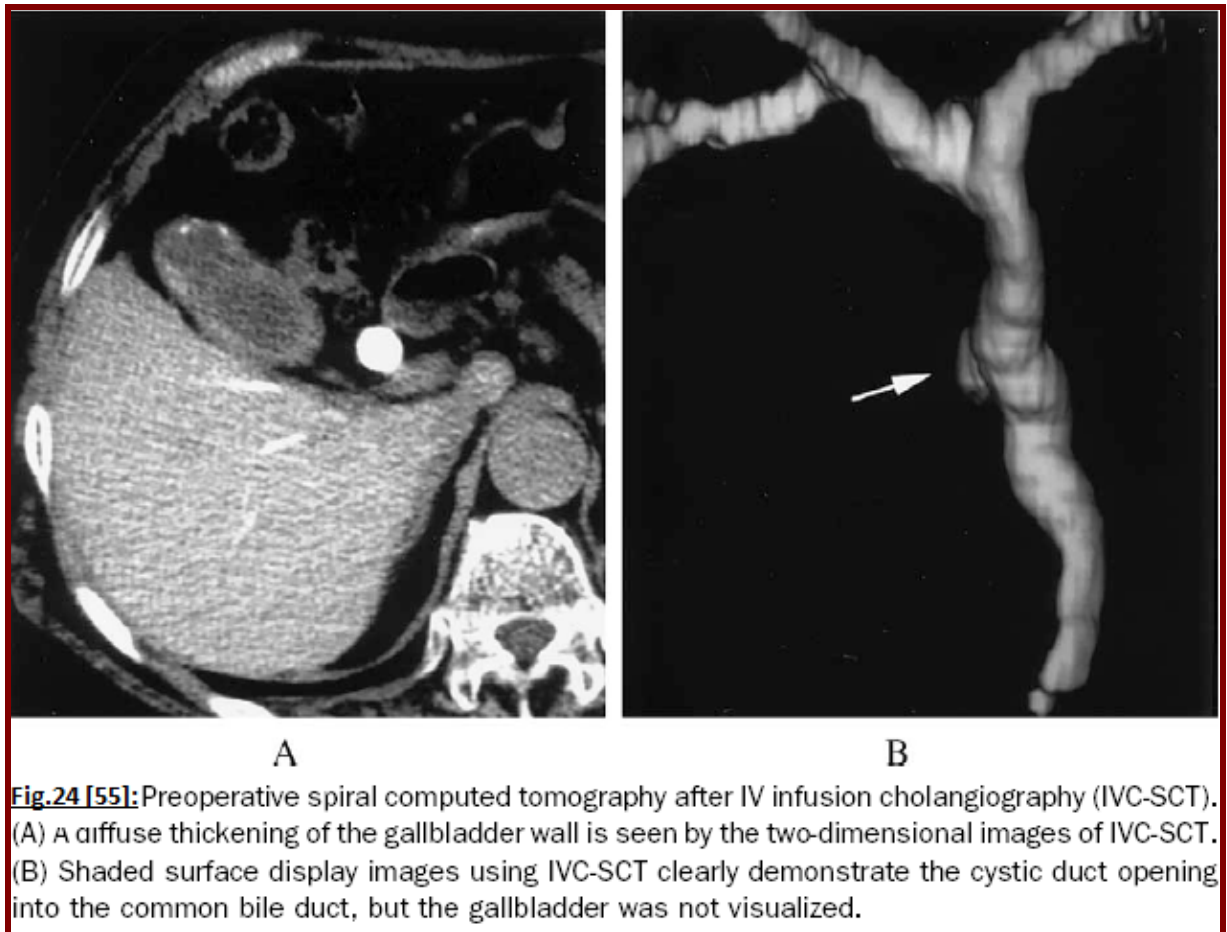 A
B
Fig.24 [55]: Preoperative spiral computed tomography after IV infusion cholangiography (IVC-SCT).
(A) A diffuse thickening of the gallbladder wall is seen by the two-dimensional images of IVC-SCT.
(B) Shaded surface display images using IVC-SCT clearly demonstrate the cystic duct opening
into the common bile duct, but the gallbladder was not visualized.